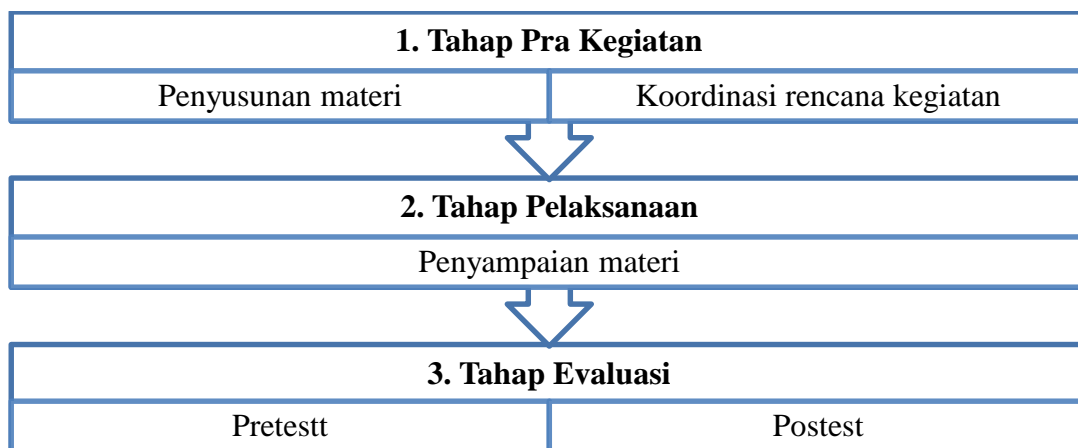 1. Tahap Pra Kegiatan
Penyusunan materi
Koordinasi rencana kegiatan
2. Tahap Pelaksanaan
Penyampaian materi
3. Tahap Evaluasi
Pretestt
Postest